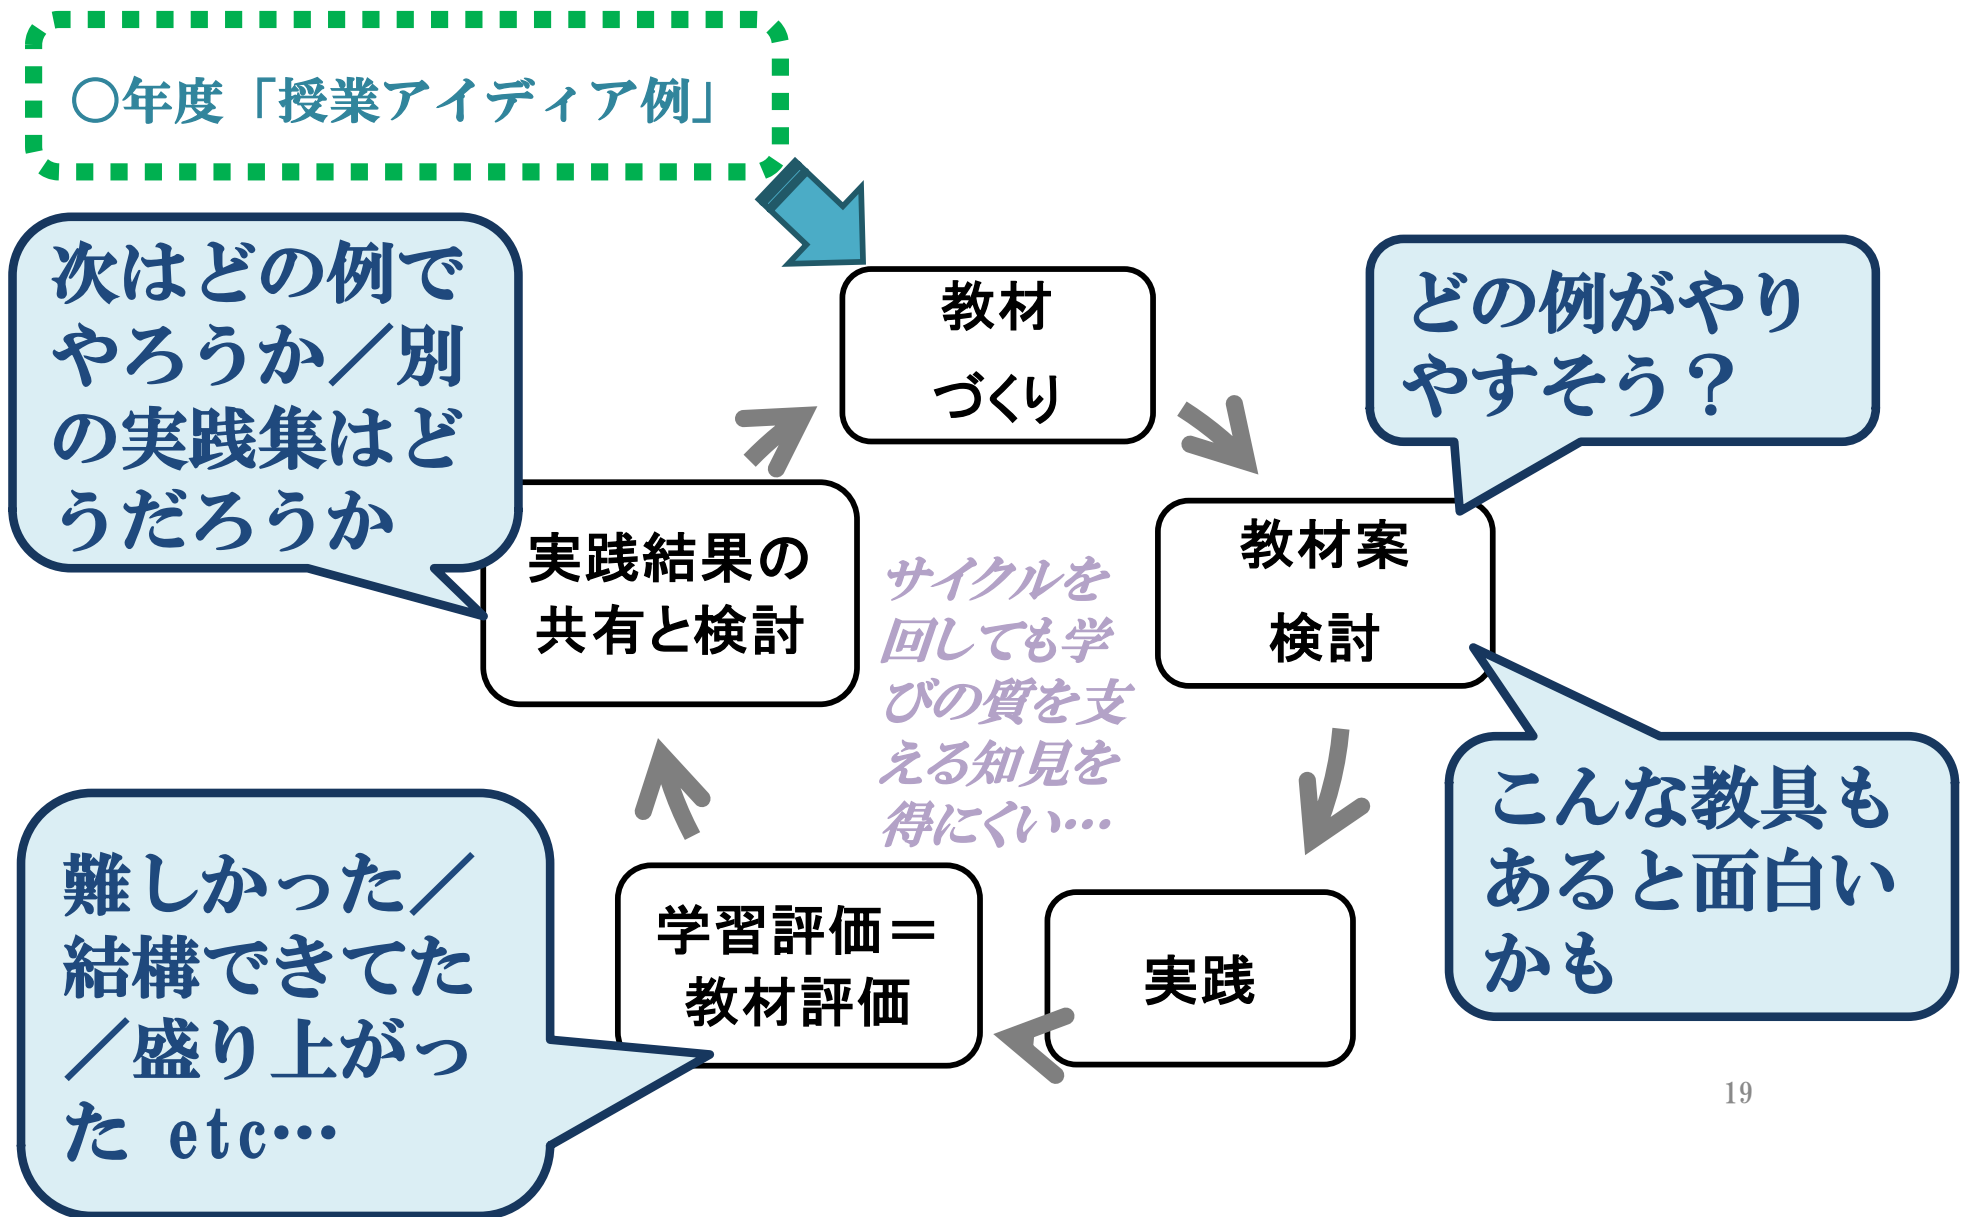 〇年度「授業アイディア例」
次はどの例で
やろうか／別
の実践集はど
うだろうか
教材
づくり
どの例がやり
やすそう？
実践結果の
共有と検討
サイクルを
回しても学
びの質を支
える知見を
得にくい…
教材案
検討
こんな教具も
あると面白い
かも
難しかった／
結構できてた
／盛り上がっ
た etc…
学習評価＝
教材評価
実践
19